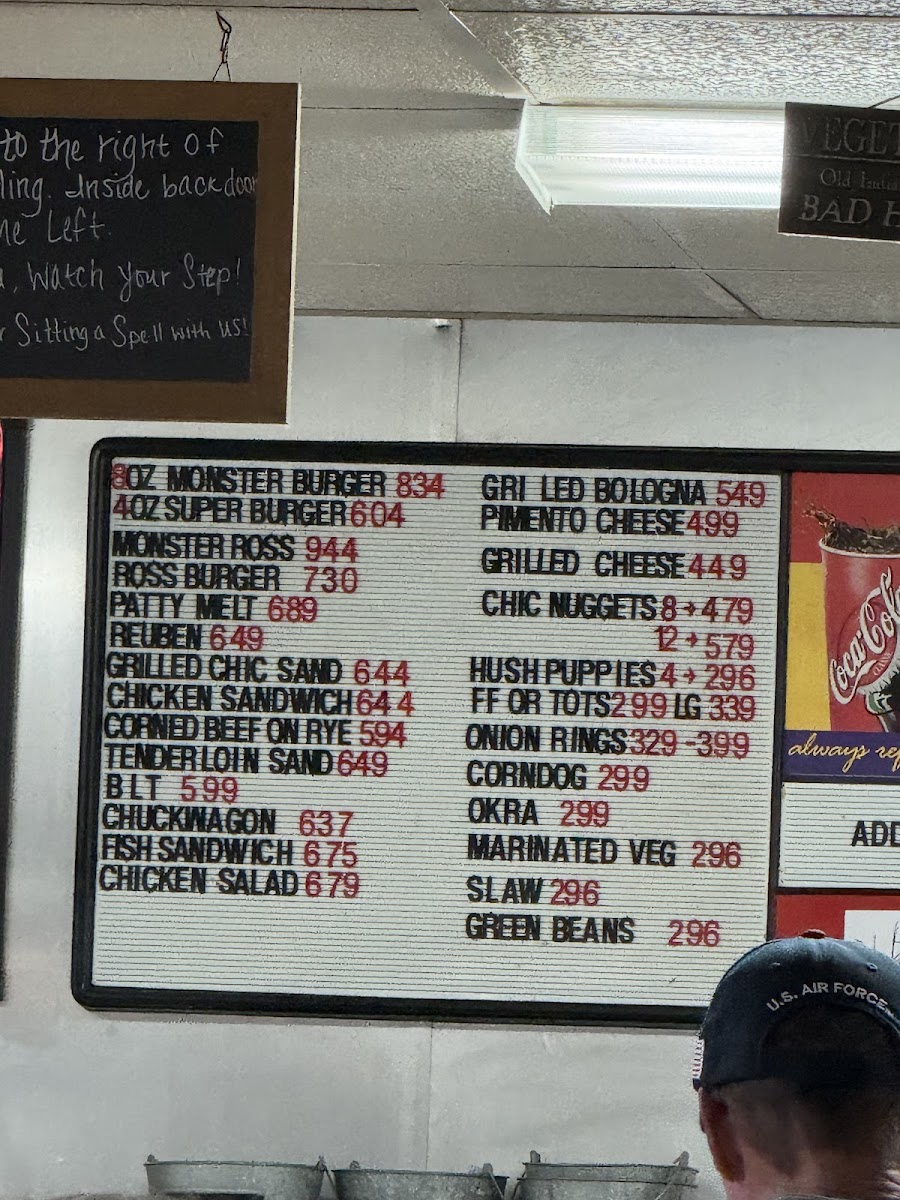 to the right of
ling. Inside back door
he Left.
, Watch your Step!
r Sitting a Spell with us!
VEGET
Old
BAD
8OZ MONSTER BURGER 834
4OZ SUPER BURGER 604
MONSTER ROSS 944
ROSS BURGER 730
PATTY MELT 689
REUBEN 649
GRILLED CHIC SAND 644
CHICKEN SANDWICH 644
CORNED BEEF ON RYE 594
TENDERLOIN SAND 649
BLT 599
CHUCKWAGON 637
FISH SANDWICH 675
CHICKEN SALAD 679
GRI LED BOLOGNA 549
PIMENTO CHEESE 499
GRILLED CHEESE 449
CHIC NUGGETS 8→479
12→579
HUSH PUPPIES 4→296
FF OR TOTS 299 LG 339
ONION RINGS 329-399
CORNDOG 299
OKRA 299
MARINATED VEG 296
SLAW 296
GREEN BEANS 296
Coca-Cola
always
ADD
U.S. AIR FORCE